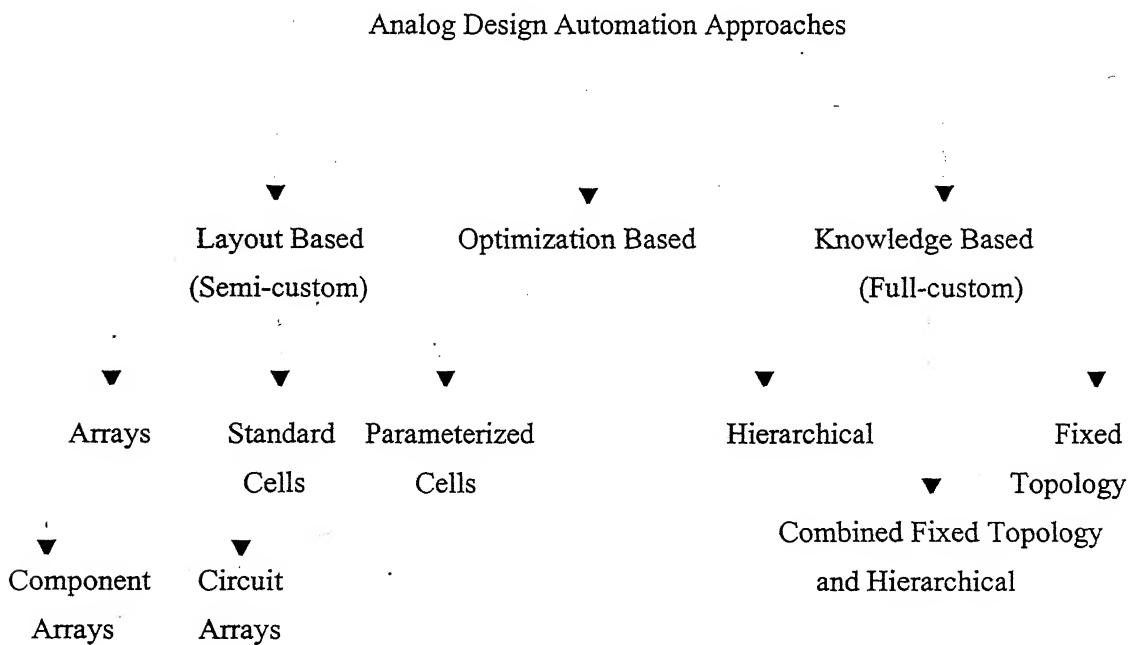 Analog Design Automation Approaches
Layout Based
(Semi-custom)
Optimization Based
Knowledge Based
(Full-custom)
Arrays
Standard
Cells
Parameterized
Cells
Hierarchical
Fixed
Topology
Combined Fixed Topology
and Hierarchical
Component
Arrays
Circuit
Arrays